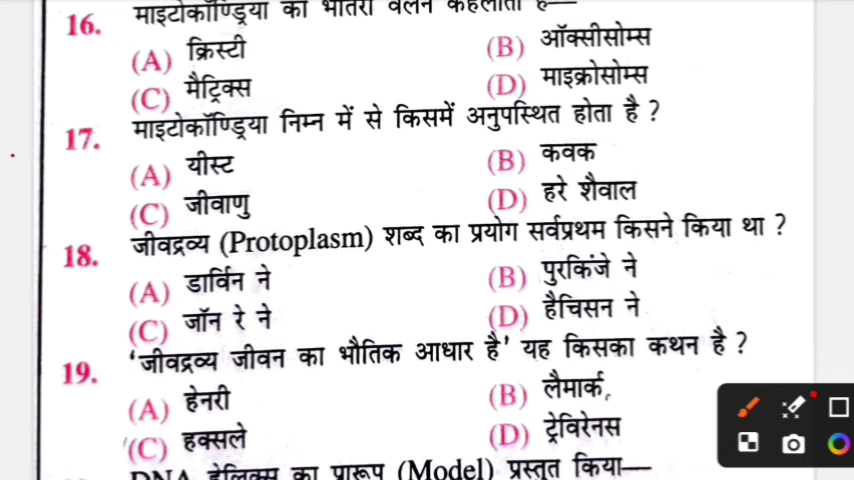 16. माइटोकॉण्ड्रिया का भीतरी वलन कहलाता है—
(A) क्रिस्टी (B) ऑक्सीसोम्स
(C) मैट्रिक्स (D) माइक्रोसोम्स
17. माइटोकॉण्ड्रिया निम्न में से किसमें अनुपस्थित होता है ?
(A) यीस्ट (B) कवक
(C) जीवाणु (D) हरे शैवाल
18. जीवद्रव्य (Protoplasm) शब्द का प्रयोग सर्वप्रथम किसने किया था ?
(A) डार्विन ने (B) पुरकिंजे ने
(C) जॉन रे ने (D) हैचिसन ने
19. 'जीवद्रव्य जीवन का भौतिक आधार है' यह किसका कथन है ?
(A) हेनरी (B) लैमार्क
(C) हक्सले (D) ट्रेविरेनस
DNA हेलिक्स का प्रारूप (Model) प्रस्तुत किया—